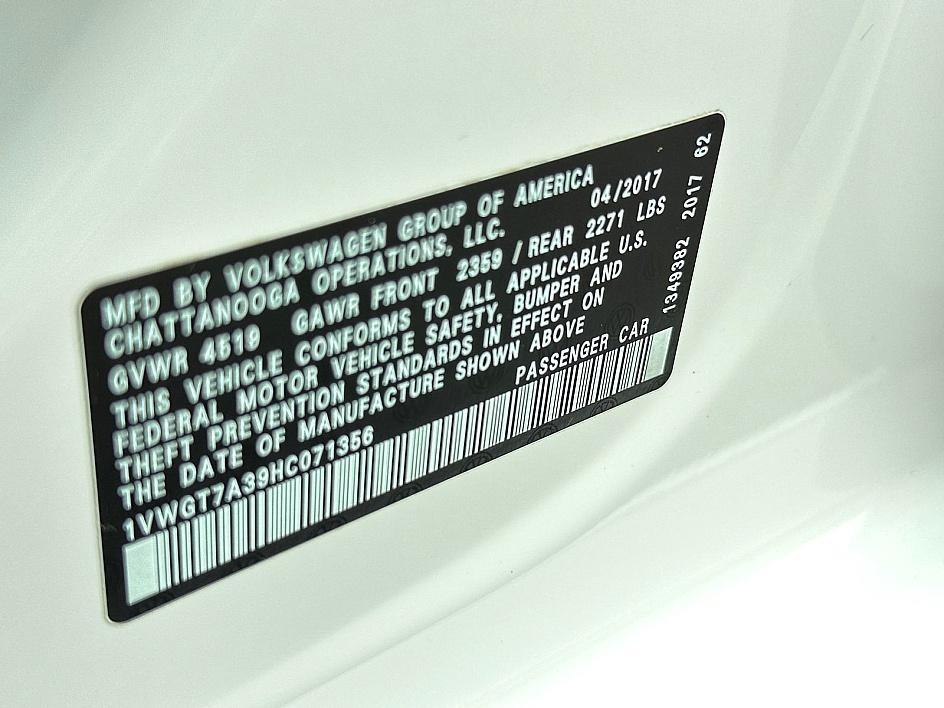 MFD BY VOLKSWAGEN GROUP OF AMERICA
CHATTANOOGA OPERATIONS, LLC. 04/2017
GVWR 4519 GAWR FRONT 2359 / REAR 2271 LBS
THIS VEHICLE CONFORMS TO ALL APPLICABLE U.S.
FEDERAL MOTOR VEHICLE SAFETY, BUMPER AND
THEFT PREVENTION STANDARDS IN EFFECT ON
THE DATE OF MANUFACTURE SHOWN ABOVE
1VWGT7A39HC071356 PASSENGER CAR
1349382 2017 62